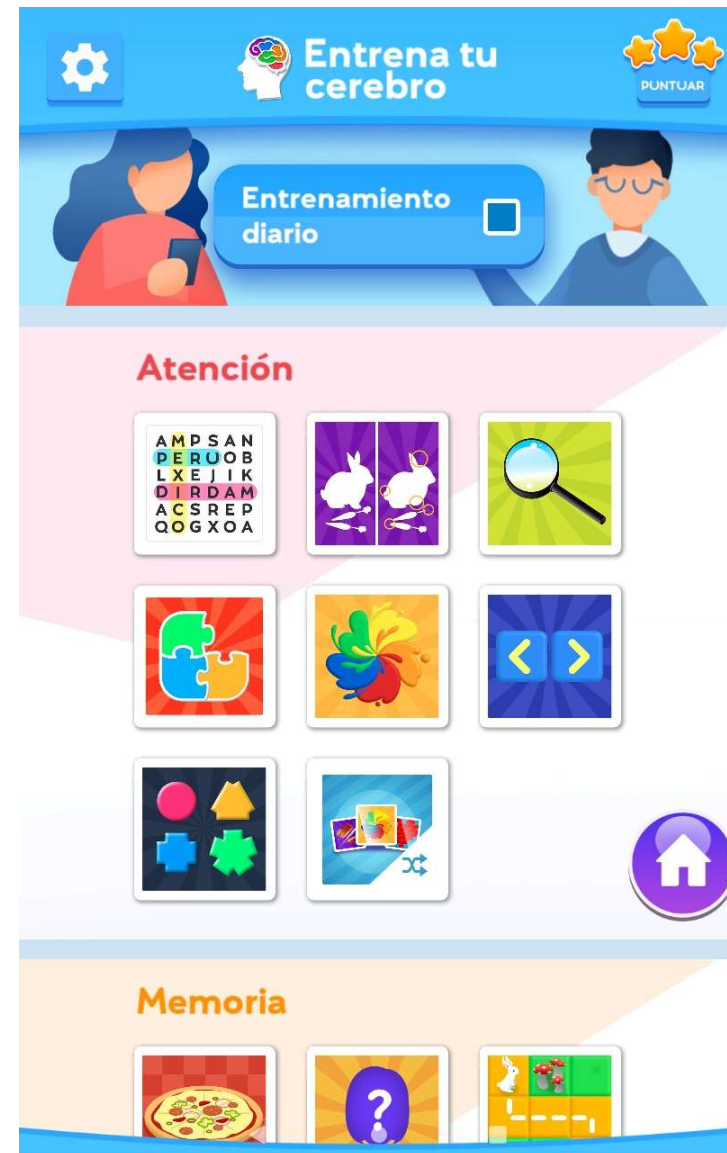 Entrena tu
cerebro
PUNTUAR
Entrenamiento
diario
Atención
AMPSAN
PERUOB
LXEJIK
DIRDAM
ACSREP
QOGXOA
< >
Memoria
?